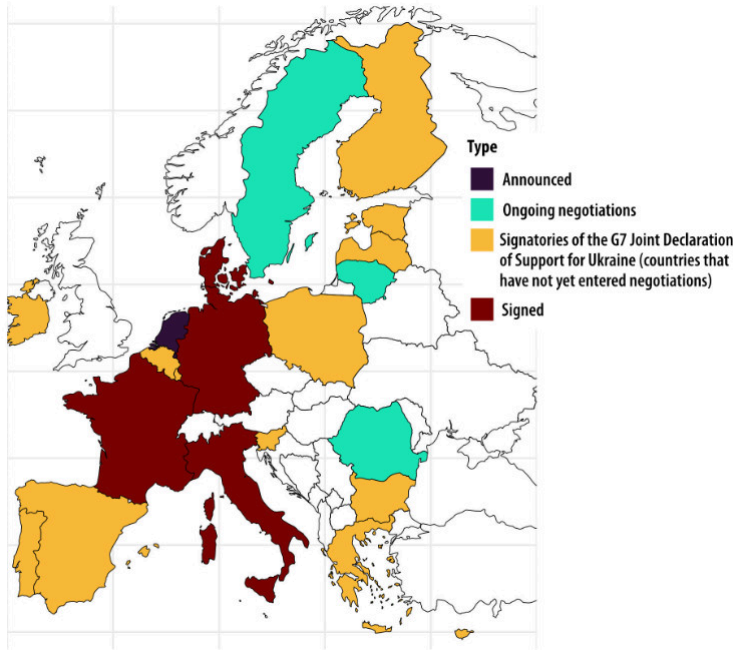 Type
Announced
Ongoing negotiations
Signatories of the G7 Joint Declaration
of Support for Ukraine (countries that
have not yet entered negotiations)
Signed